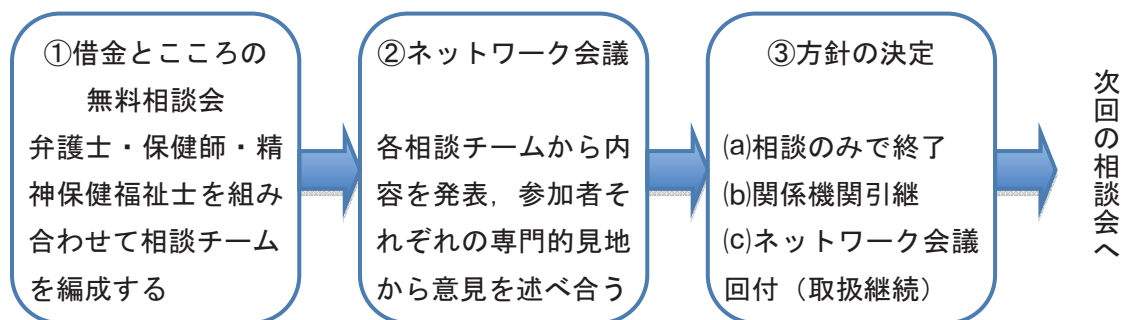 ①借金とこころの
無料相談会
弁護士・保健師・精
神保健福祉士を組み
合わせて相談チーム
を編成する
②ネットワーク会議
各相談チームから内
容を発表，参加者そ
れぞれの専門的見地
から意見を述べ合う
③方針の決定
(a)相談のみで終了
(b)関係機関引継
(c)ネットワーク会議
回付（取扱継続）
次回の相談会へ